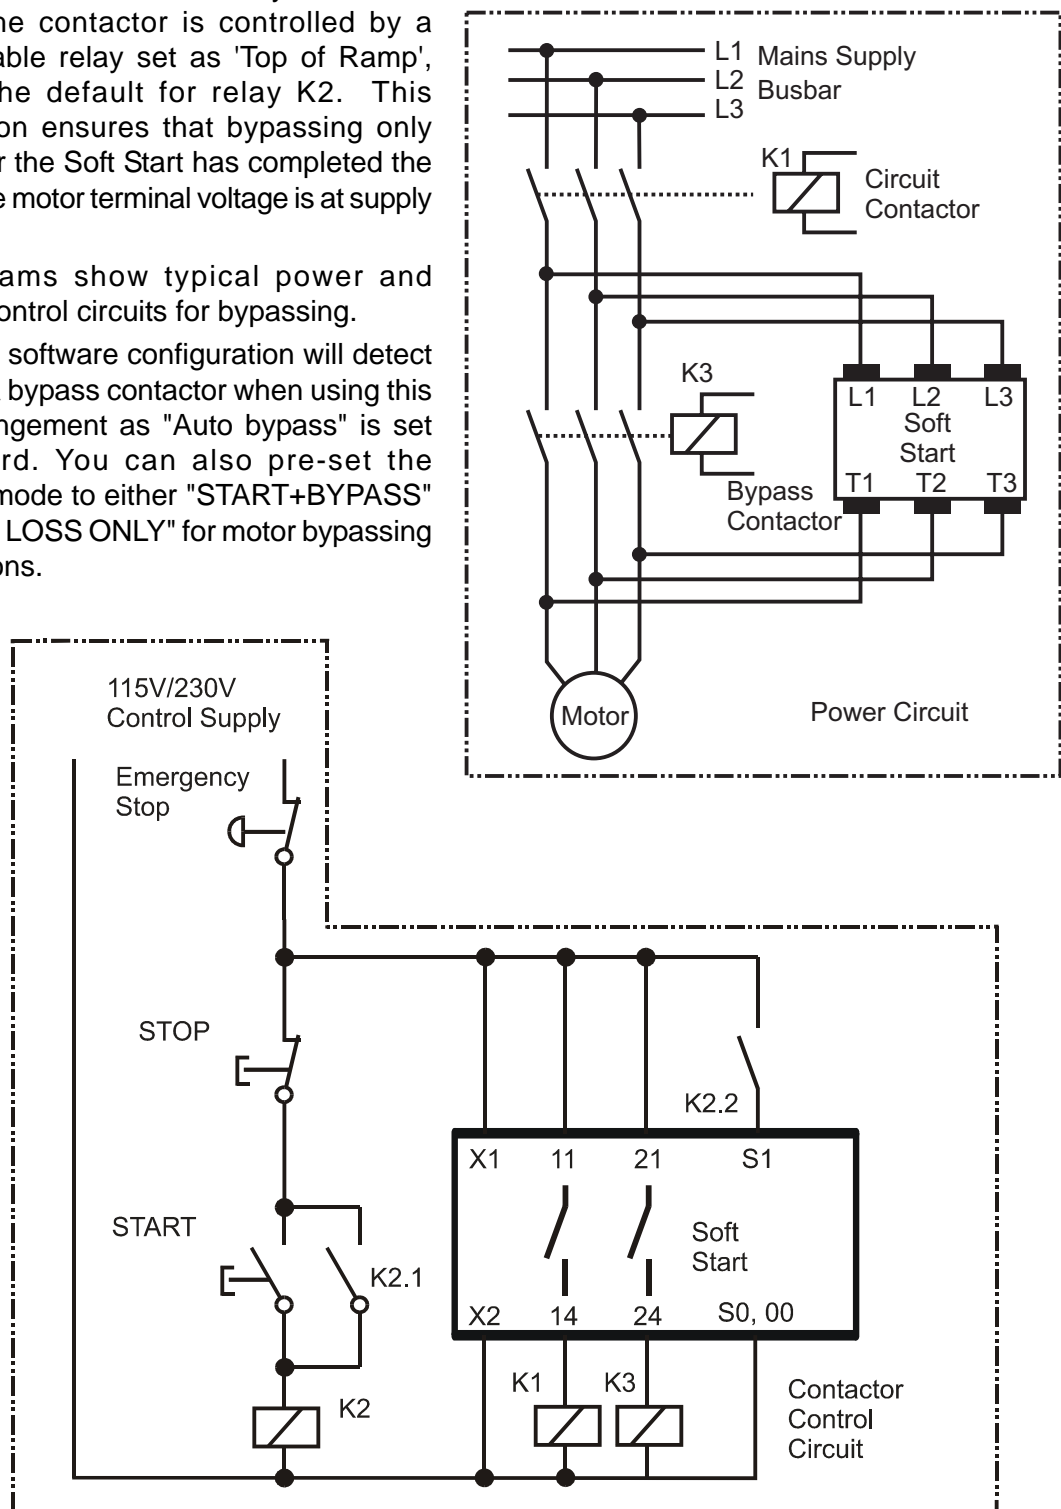 he contactor is controlled by a
able relay set as 'Top of Ramp',
he default for relay K2. This
on ensures that bypassing only
r the Soft Start has completed the
e motor terminal voltage is at supply
ams show typical power and
ontrol circuits for bypassing.
software configuration will detect
bypass contactor when using this
ngement as "Auto bypass" is set
rd. You can also pre-set the
mode to either "START+BYPASS"
LOSS ONLY" for motor bypassing
ons.
L1 Mains Supply
L2 Busbar
L3
K1
Circuit
Contactor
K3
L1 L2 L3
Soft
Start
T1 T2 T3
Bypass
Contactor
Motor
Power Circuit
115V/230V
Control Supply
Emergency
Stop
STOP
K2.2
X1 11 21 S1
START
Soft
Start
K2.1
X2 14 24 S0, 00
K1 K3
K2
Contactor
Control
Circuit